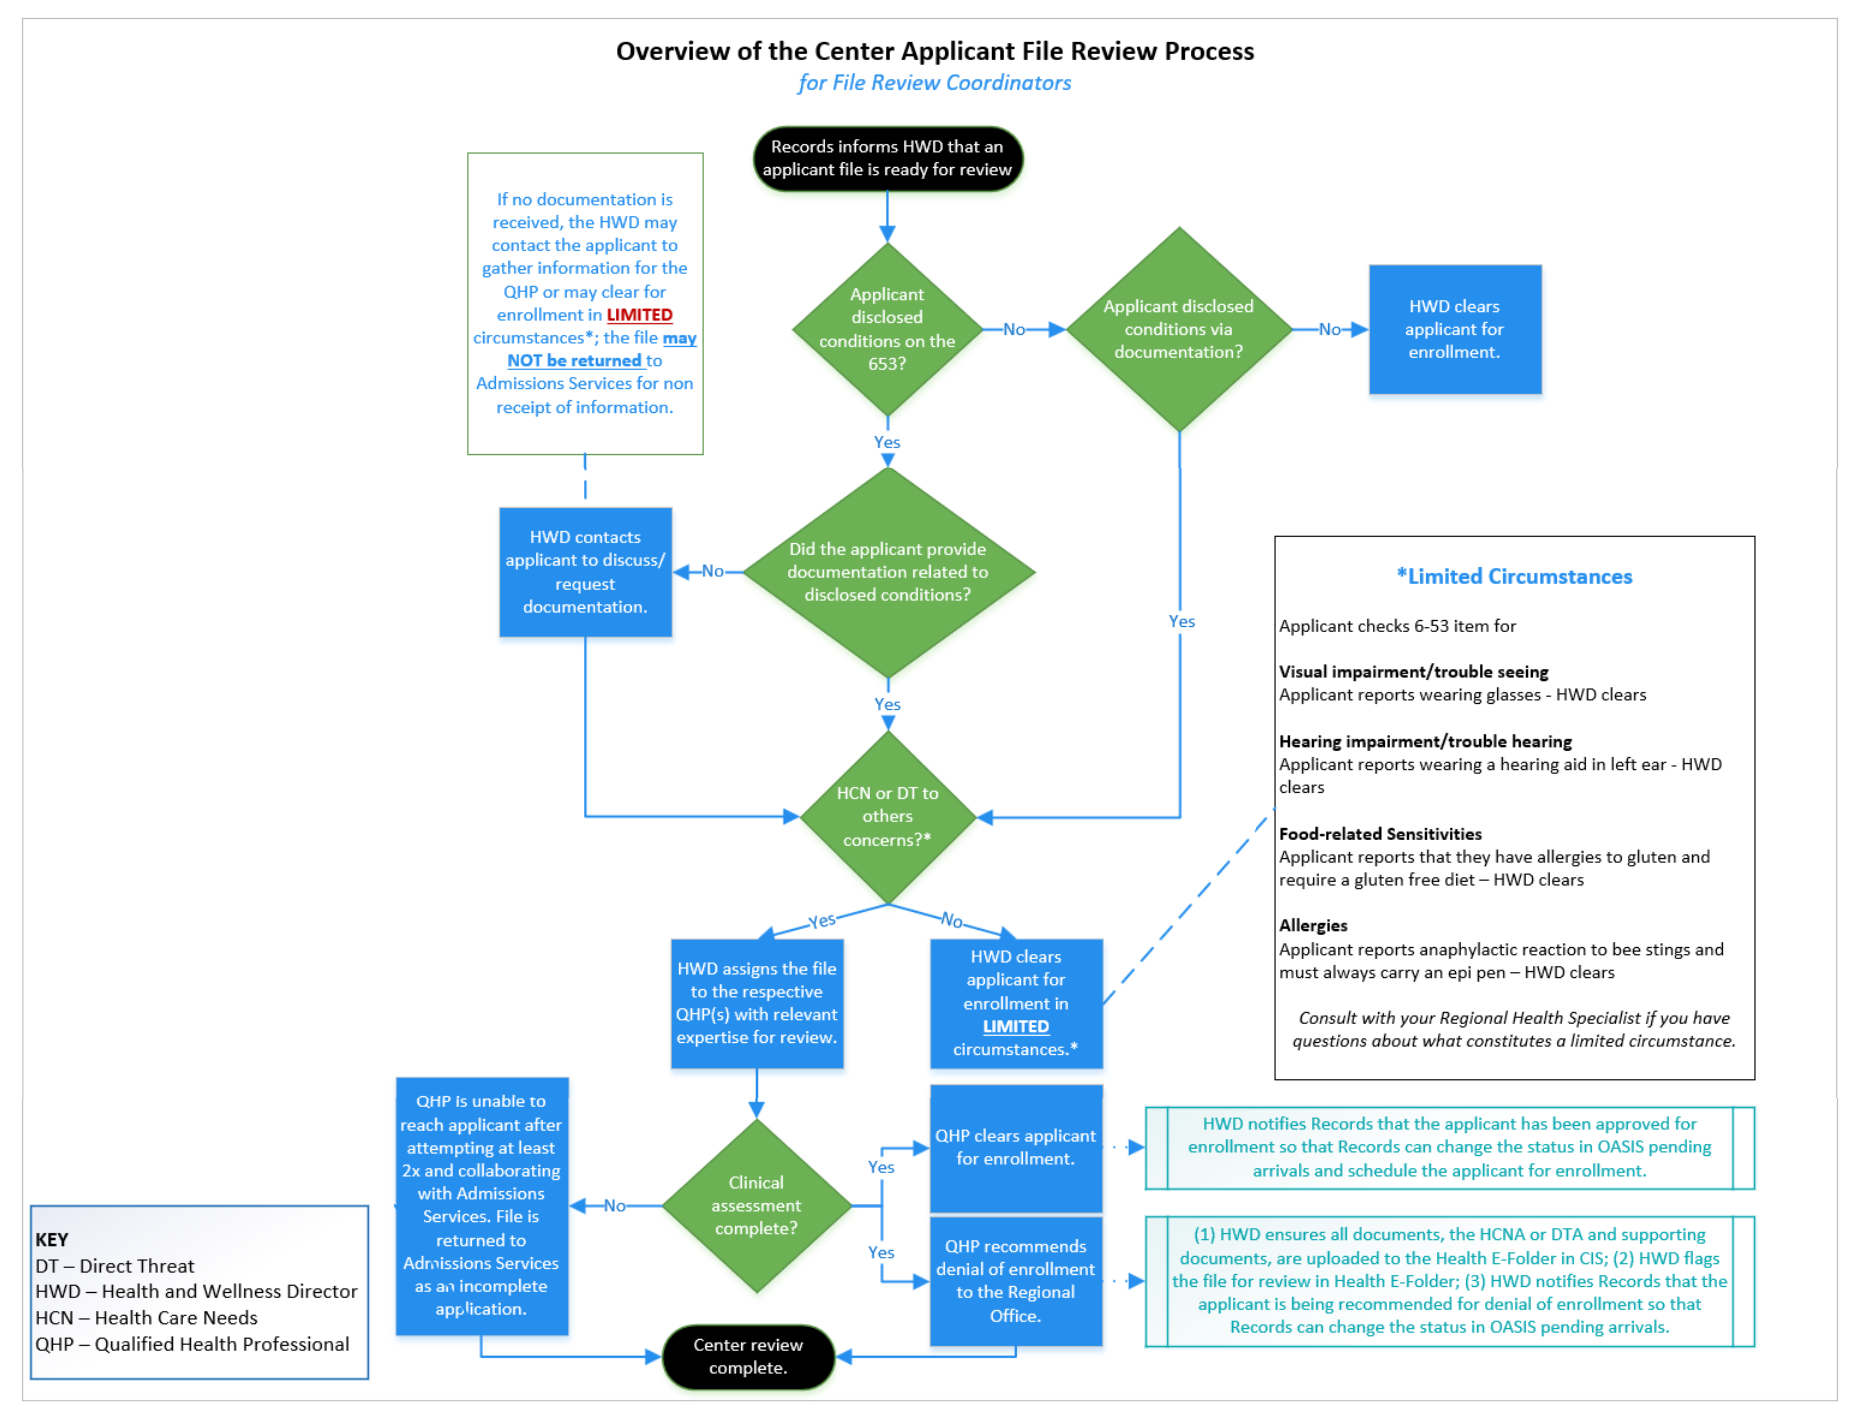 Overview of the Center Applicant File Review Process
for File Review Coordinators
Records informs HWD that an
applicant file is ready for review
If no documentation is
received, the HWD may
contact the applicant to
gather information for the
QHP or may clear for
enrollment in LIMITED
circumstances*; the file may
NOT be returned to
Admissions Services for non
receipt of information.
Applicant
disclosed
conditions on the
653?
No
Applicant disclosed
conditions via
documentation?
No
HWD clears
applicant for
enrollment.
Yes
HWD contacts
applicant to discuss/
request
documentation.
No
Did the applicant provide
documentation related to
disclosed conditions?
Yes
Yes
HCN or DT to
others
concerns?*
*Limited Circumstances
Applicant checks 6-53 item for
Visual impairment/trouble seeing
Applicant reports wearing glasses - HWD clears
Hearing impairment/trouble hearing
Applicant reports wearing a hearing aid in left ear - HWD
clears
Food-related Sensitivities
Applicant reports that they have allergies to gluten and
require a gluten free diet – HWD clears
Allergies
Applicant reports anaphylactic reaction to bee stings and
must always carry an epi pen – HWD clears
Consult with your Regional Health Specialist if you have
questions about what constitutes a limited circumstance.
Yes
No
HWD assigns the file
to the respective
QHP(s) with relevant
expertise for review.
HWD clears
applicant for
enrollment in
LIMITED
circumstances.*
QHP is unable to
reach applicant after
attempting at least
2x and collaborating
with Admissions
Services. File is
returned to
Admissions Services
as an incomplete
application.
No
Clinical
assessment
complete?
Yes
QHP clears applicant
for enrollment.
HWD notifies Records that the applicant has been approved for
enrollment so that Records can change the status in OASIS pending
arrivals and schedule the applicant for enrollment.
Yes
QHP recommends
denial of enrollment
to the Regional
Office.
(1) HWD ensures all documents, the HCNA or DTA and supporting
documents, are uploaded to the Health E-Folder in CIS; (2) HWD flags
the file for review in Health E-Folder; (3) HWD notifies Records that the
applicant is being recommended for denial of enrollment so that
Records can change the status in OASIS pending arrivals.
KEY
DT – Direct Threat
HWD – Health and Wellness Director
HCN – Health Care Needs
QHP – Qualified Health Professional
Center review
complete.